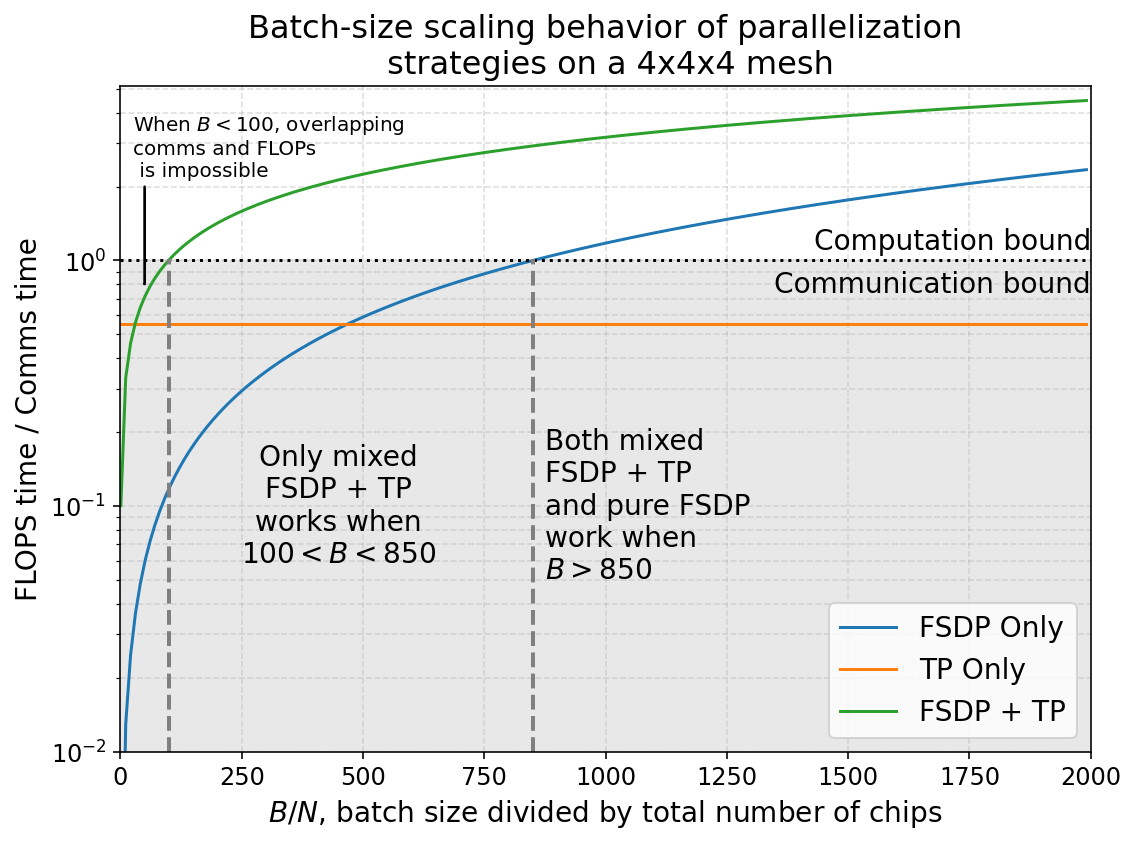 Batch-size scaling behavior of parallelization
strategies on a 4x4x4 mesh
When B < 100, overlapping
comms and FLOPs
is impossible
Computation bound
Communication bound
Only mixed
FSDP + TP
works when
100 < B < 850
Both mixed
FSDP + TP
and pure FSDP
work when
B > 850
FSDP Only
TP Only
FSDP + TP
FLOPS time / Comms time
10⁰
10⁻¹
10⁻²
0 250 500 750 1000 1250 1500 1750 2000
B/N, batch size divided by total number of chips